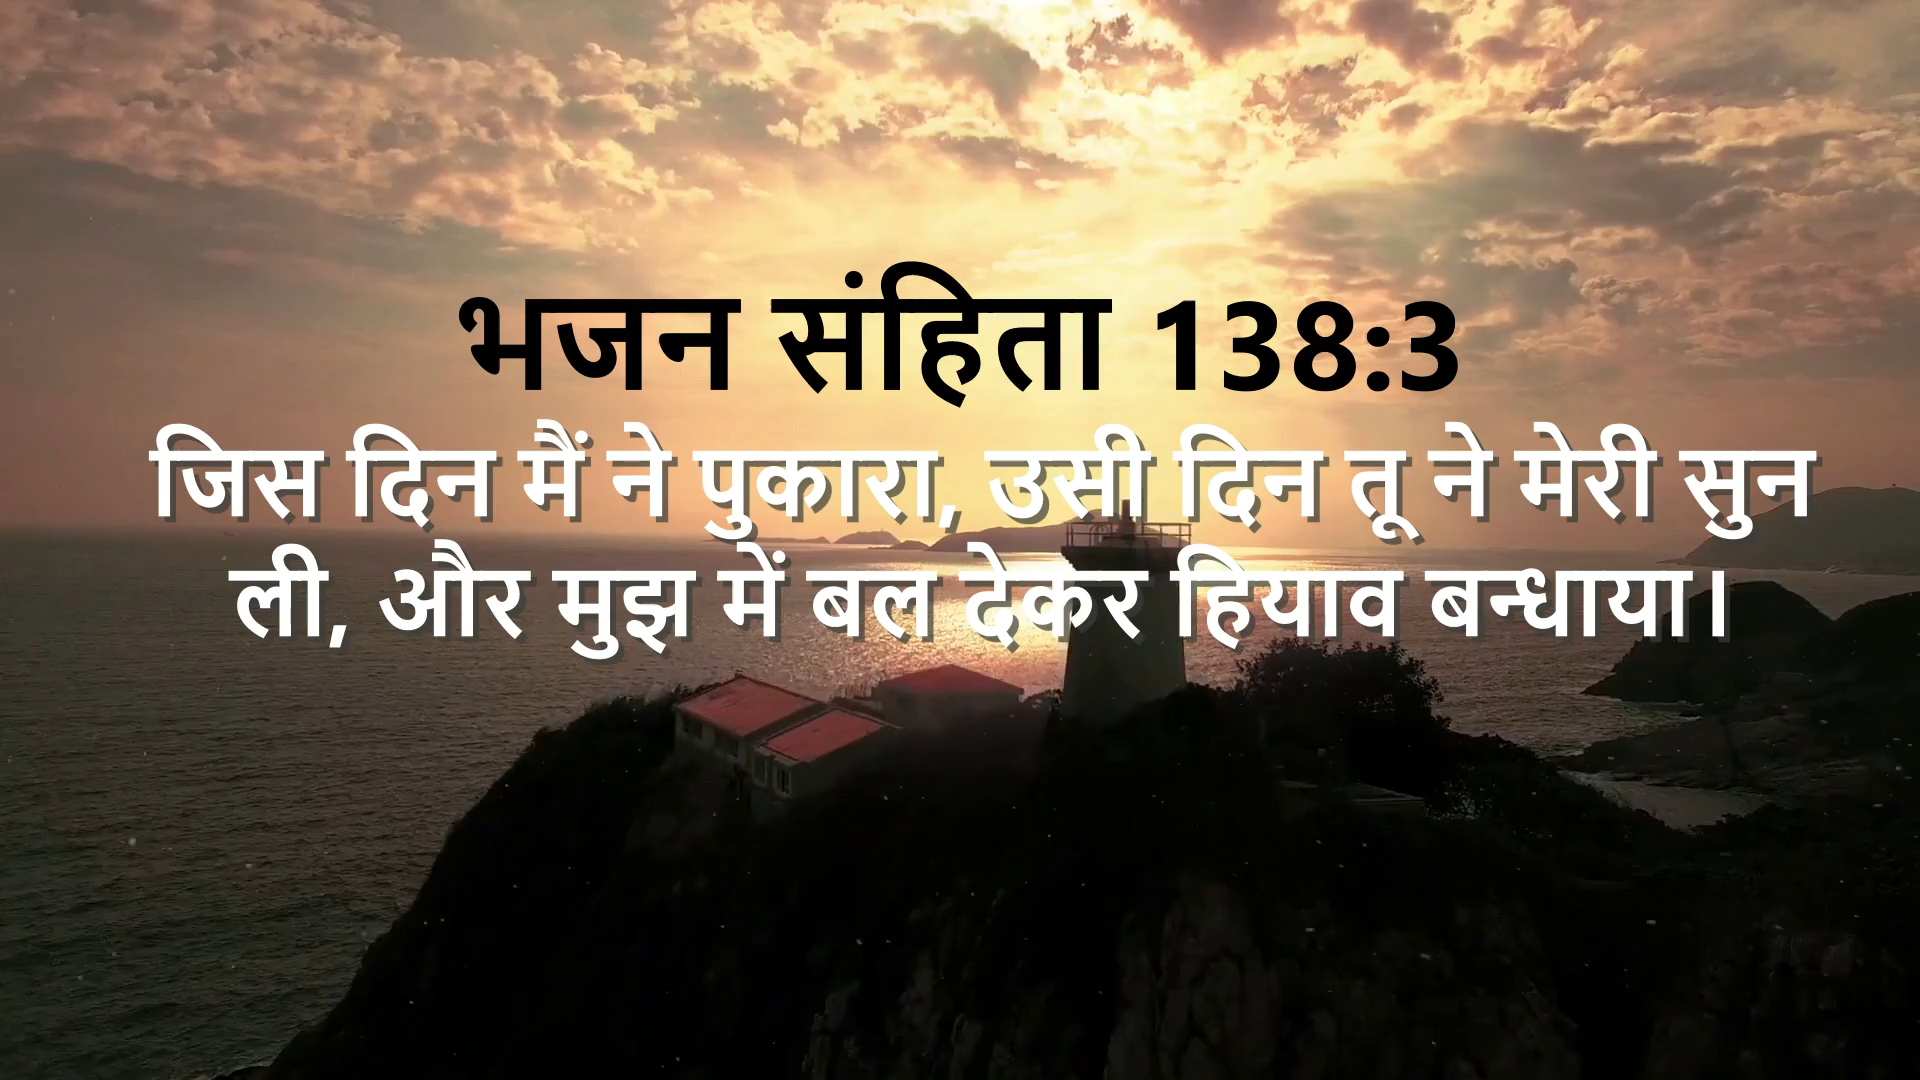 भजन संहिता 138:3
जिस दिन मैं ने पुकारा, उसी दिन तू ने मेरी सुन
ली, और मुझ में बल देकर हियाव बन्धाया।